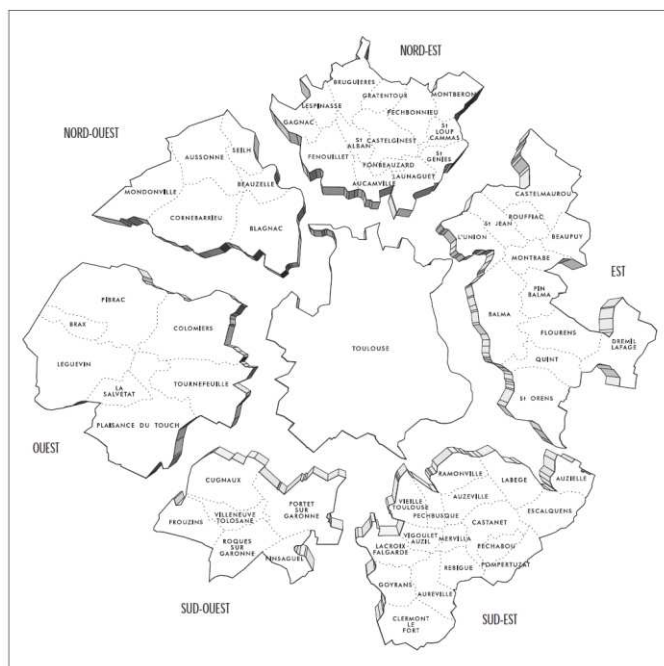 NORD-EST
BRUGUIERES
GRATENTOUR
MONTBERON
LESPINASSE
PECHBONNIEU
GAGNAC
St
LOUP
CAMMAS
St
ALBAN
CASTELGINEST
FENOUILLET
St
GENIES
FONBEAUZARD
LAUNAGUET
AUCAMVILLE
NORD-OUEST
SEILH
AUSSONNE
BEAUZELLE
MONDONVILLE
CORNEBARRIEU
BLAGNAC
CASTELMAUROU
ROUFFIAC
St JEAN
L'UNION
BEAUPUY
MONTRABE
EST
PIN
BALMA
BALMA
FLOURENS
DREMIL
LAFAGE
QUINT
St ORENS
PIBRAC
BRAX
COLOMIERS
LEGUEVIN
TOURNEFEUILLE
LA
SALVETAT
PLAISANCE DU TOUCH
OUEST
TOULOUSE
CUGNAUX
PORTET
SUR
GARONNE
VILLENEUVE
TOLOSANE
FROUZINS
ROQUES
SUR
GARONNE
PINSAGUEL
SUD-OUEST
RAMONVILLE
LABEGE
AUZIELLE
VIEILLE
TOULOUSE
AUZEVILLE
ESCALQUENS
PECHBUSQUE
CASTANET
VIGOULET
AUZIL
MERVILLA
LACROIX
FALGARDE
PECHABOU
REBIGUE
POMPERTUZAT
GOYRANS
AUREVILLE
CLERMONT
LE
FORT
SUD-EST